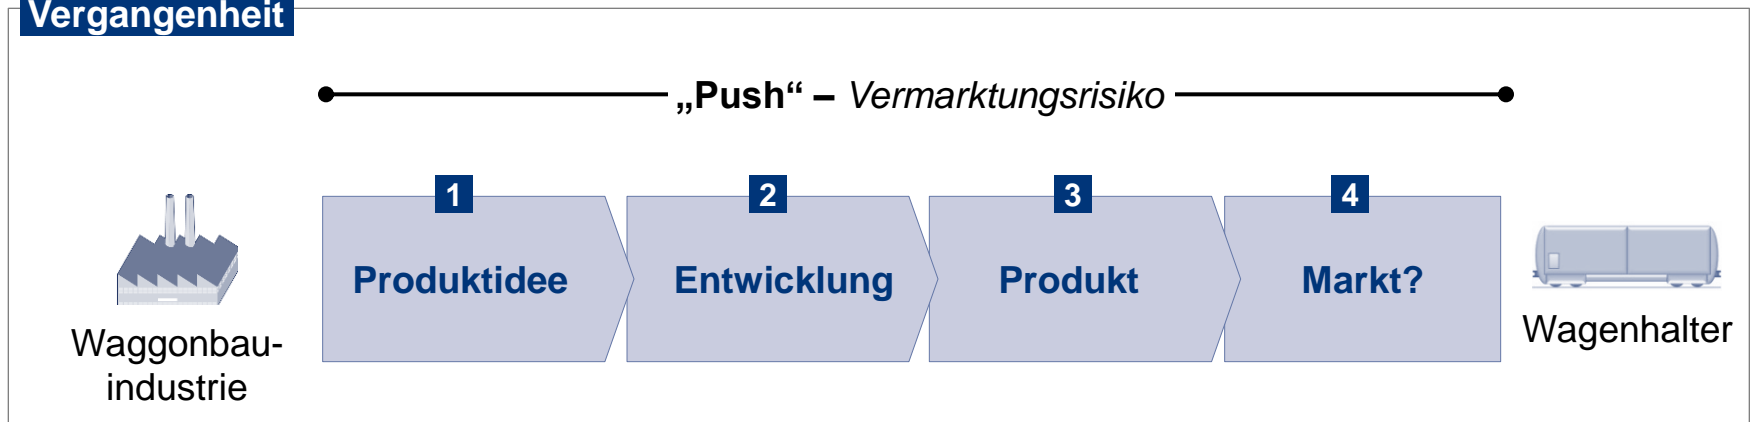 Vergangenheit
„Push“ – Vermarktungsrisiko
1
2
3
4
Produktidee
Entwicklung
Produkt
Markt?
Waggonbau-
industrie
Wagenhalter